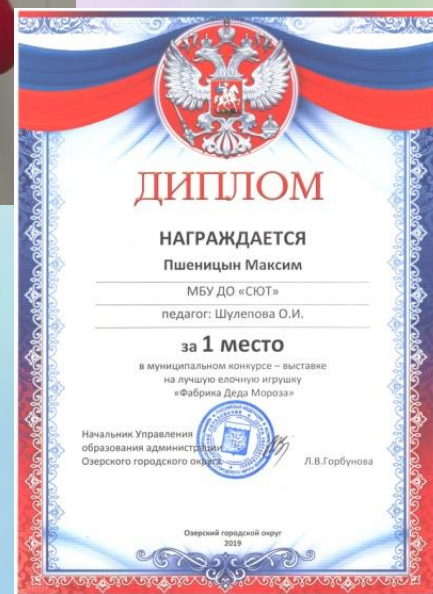 ДИПЛОМ
НАГРАЖДАЕТСЯ
Пшеницын Максим
МБУ ДО «СЮТ»
педагог: Шулепова О.И.
за 1 место
в муниципальном конкурсе – выставке
на лучшую елочную игрушку
«Фабрика Деда Мороза»
Начальник Управления
образования администрации
Озерского городского округа Л.В.Горбунова
Озерский городской округ
2019